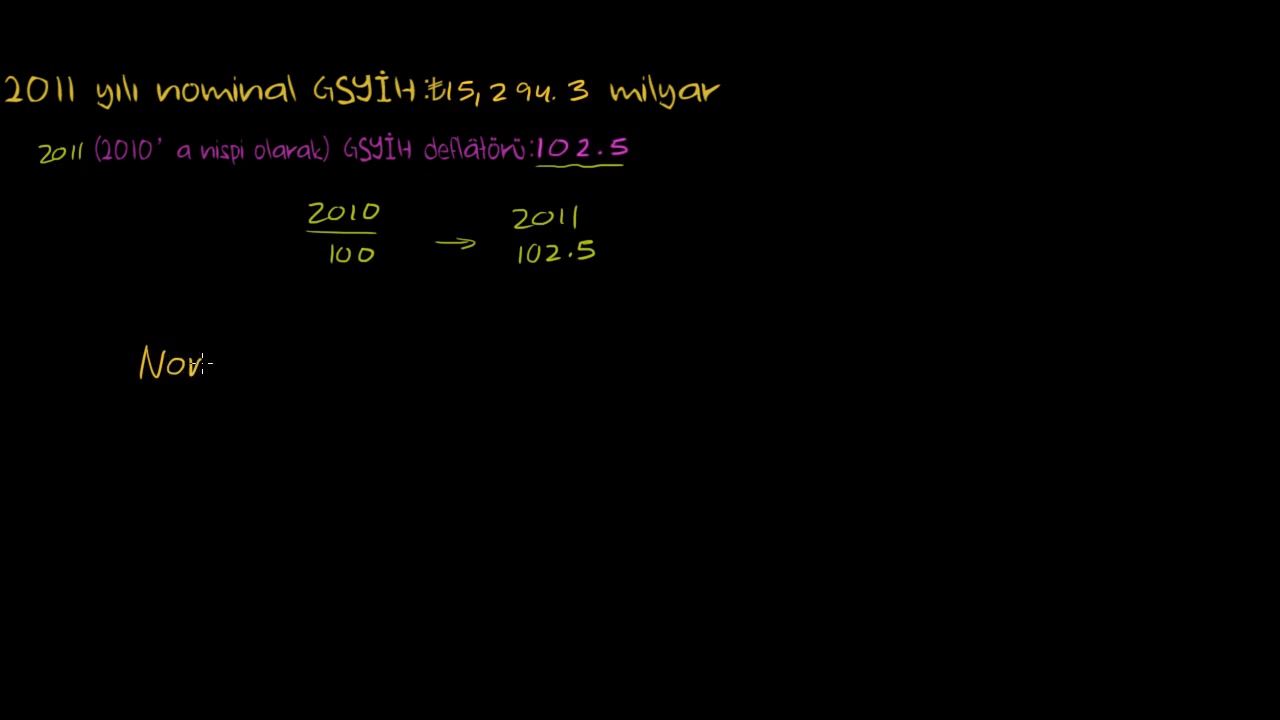 2011 yılı nominal GSYİH:₺15,294.3 milyar
2011 (2010' a nispi olarak) GSYİH deflâtörü:102.5
2010 → 2011
100 102.5
Nor